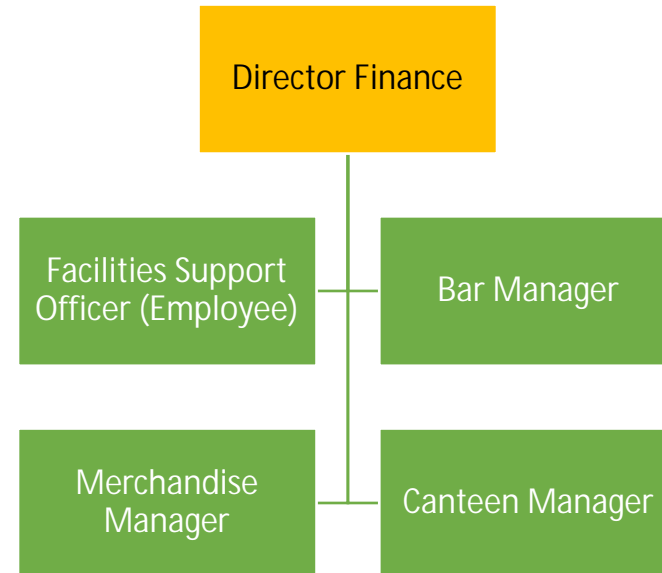 Director Finance
Facilities Support
Officer (Employee)
Bar Manager
Merchandise
Manager
Canteen Manager